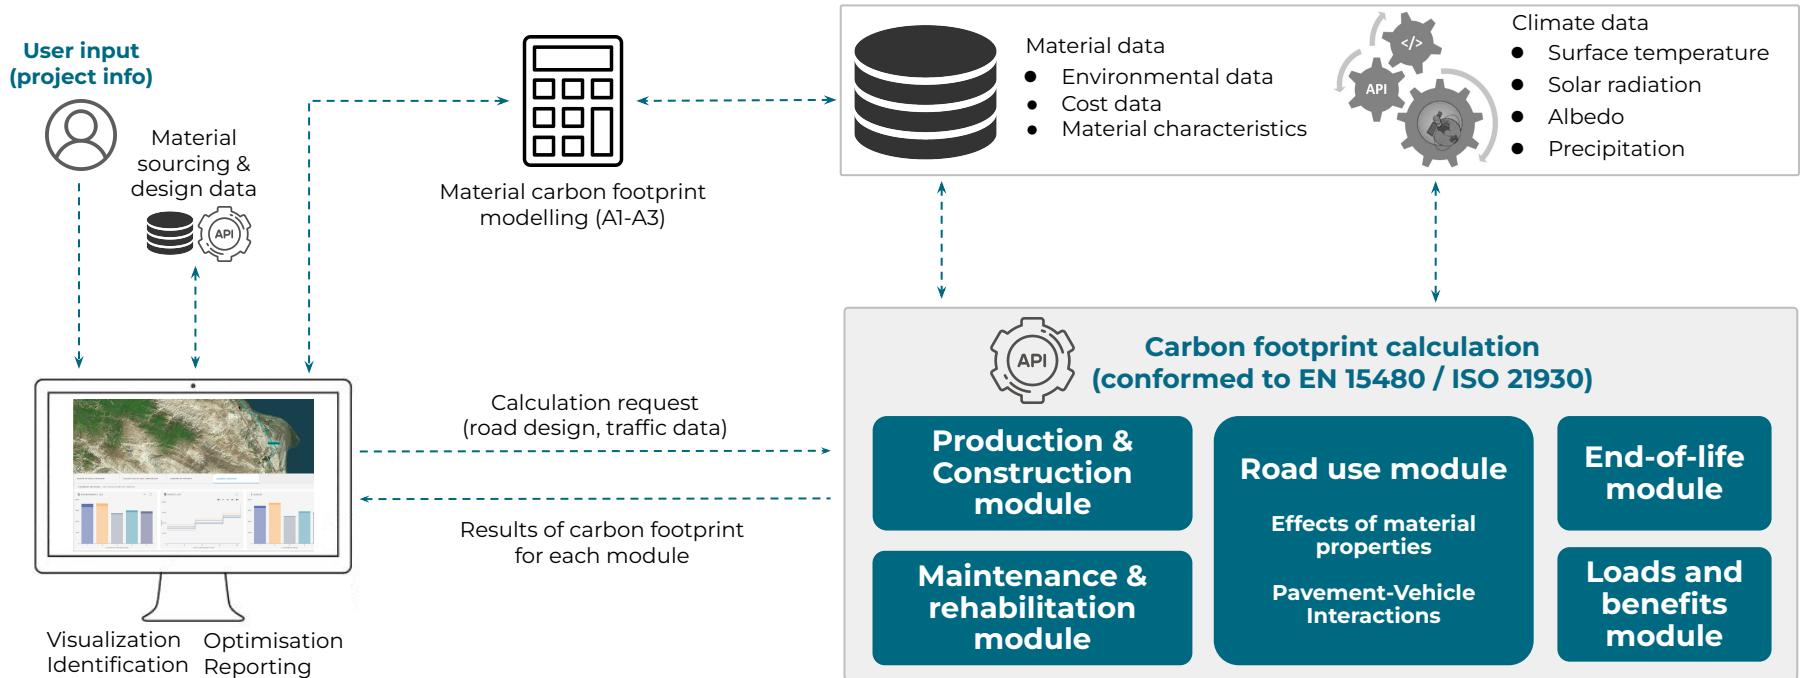 User input
(project info)
Material
sourcing &
design data
API
Material carbon footprint
modelling (A1-A3)
Material data
● Environmental data
● Cost data
● Material characteristics
</>
API
Climate data
● Surface temperature
● Solar radiation
● Albedo
● Precipitation
Calculation request
(road design, traffic data)
Results of carbon footprint
for each module
Visualization
Identification
Optimisation
Reporting
API
Carbon footprint calculation
(conformed to EN 15480 / ISO 21930)
Production &
Construction
module
Maintenance &
rehabilitation
module
Road use module
Effects of material
properties
Pavement-Vehicle
Interactions
End-of-life
module
Loads and
benefits
module